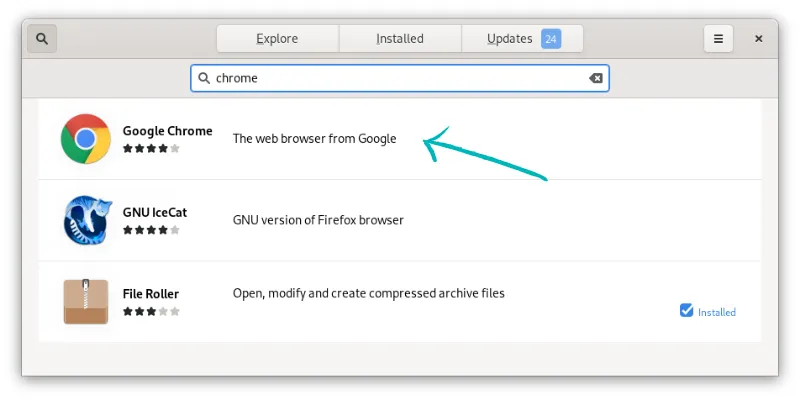 Explore Installed Updates 24
chrome
Google Chrome
The web browser from Google
GNU IceCat
GNU version of Firefox browser
File Roller
Open, modify and create compressed archive files
Installed